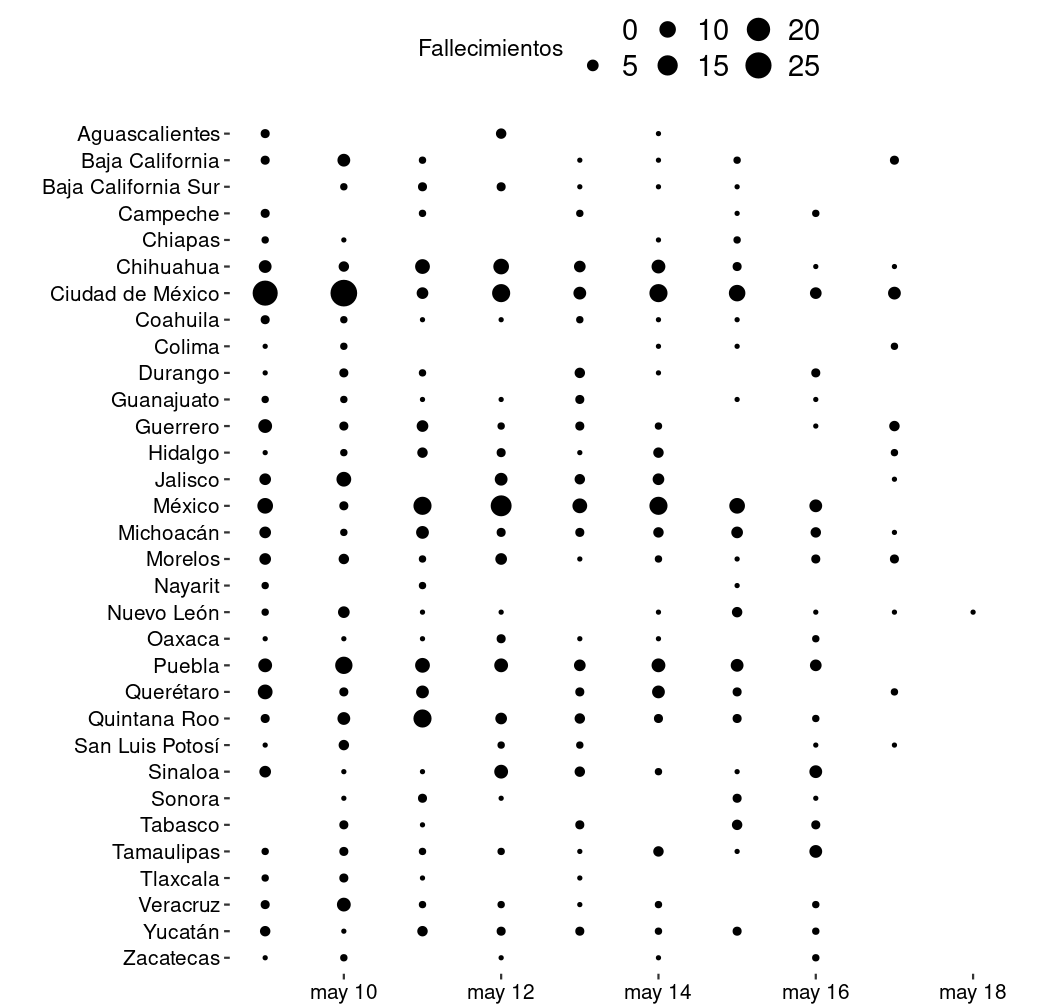 Fallecimientos 0 10 20
5 15 25
Aguascalientes
Baja California
Baja California Sur
Campeche
Chiapas
Chihuahua
Ciudad de México
Coahuila
Colima
Durango
Guanajuato
Guerrero
Hidalgo
Jalisco
México
Michoacán
Morelos
Nayarit
Nuevo León
Oaxaca
Puebla
Querétaro
Quintana Roo
San Luis Potosí
Sinaloa
Sonora
Tabasco
Tamaulipas
Tlaxcala
Veracruz
Yucatán
Zacatecas
may 10 may 12 may 14 may 16 may 18